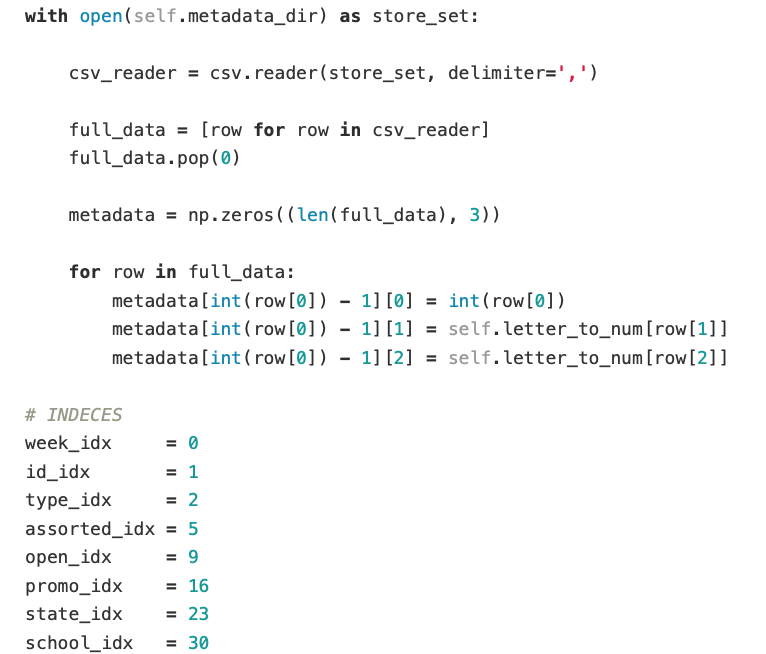 with open(self.metadata_dir) as store_set:
csv_reader = csv.reader(store_set, delimiter=',')
full_data = [row for row in csv_reader]
full_data.pop(0)
metadata = np.zeros((len(full_data), 3))
for row in full_data:
metadata[int(row[0]) - 1][0] = int(row[0])
metadata[int(row[0]) - 1][1] = self.letter_to_num[row[1]]
metadata[int(row[0]) - 1][2] = self.letter_to_num[row[2]]
# INDECES
week_idx = 0
id_idx = 1
type_idx = 2
assorted_idx = 5
open_idx = 9
promo_idx = 16
state_idx = 23
school_idx = 30